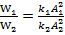 W₁/W₂ = k₁A₁²/k₂A₂²